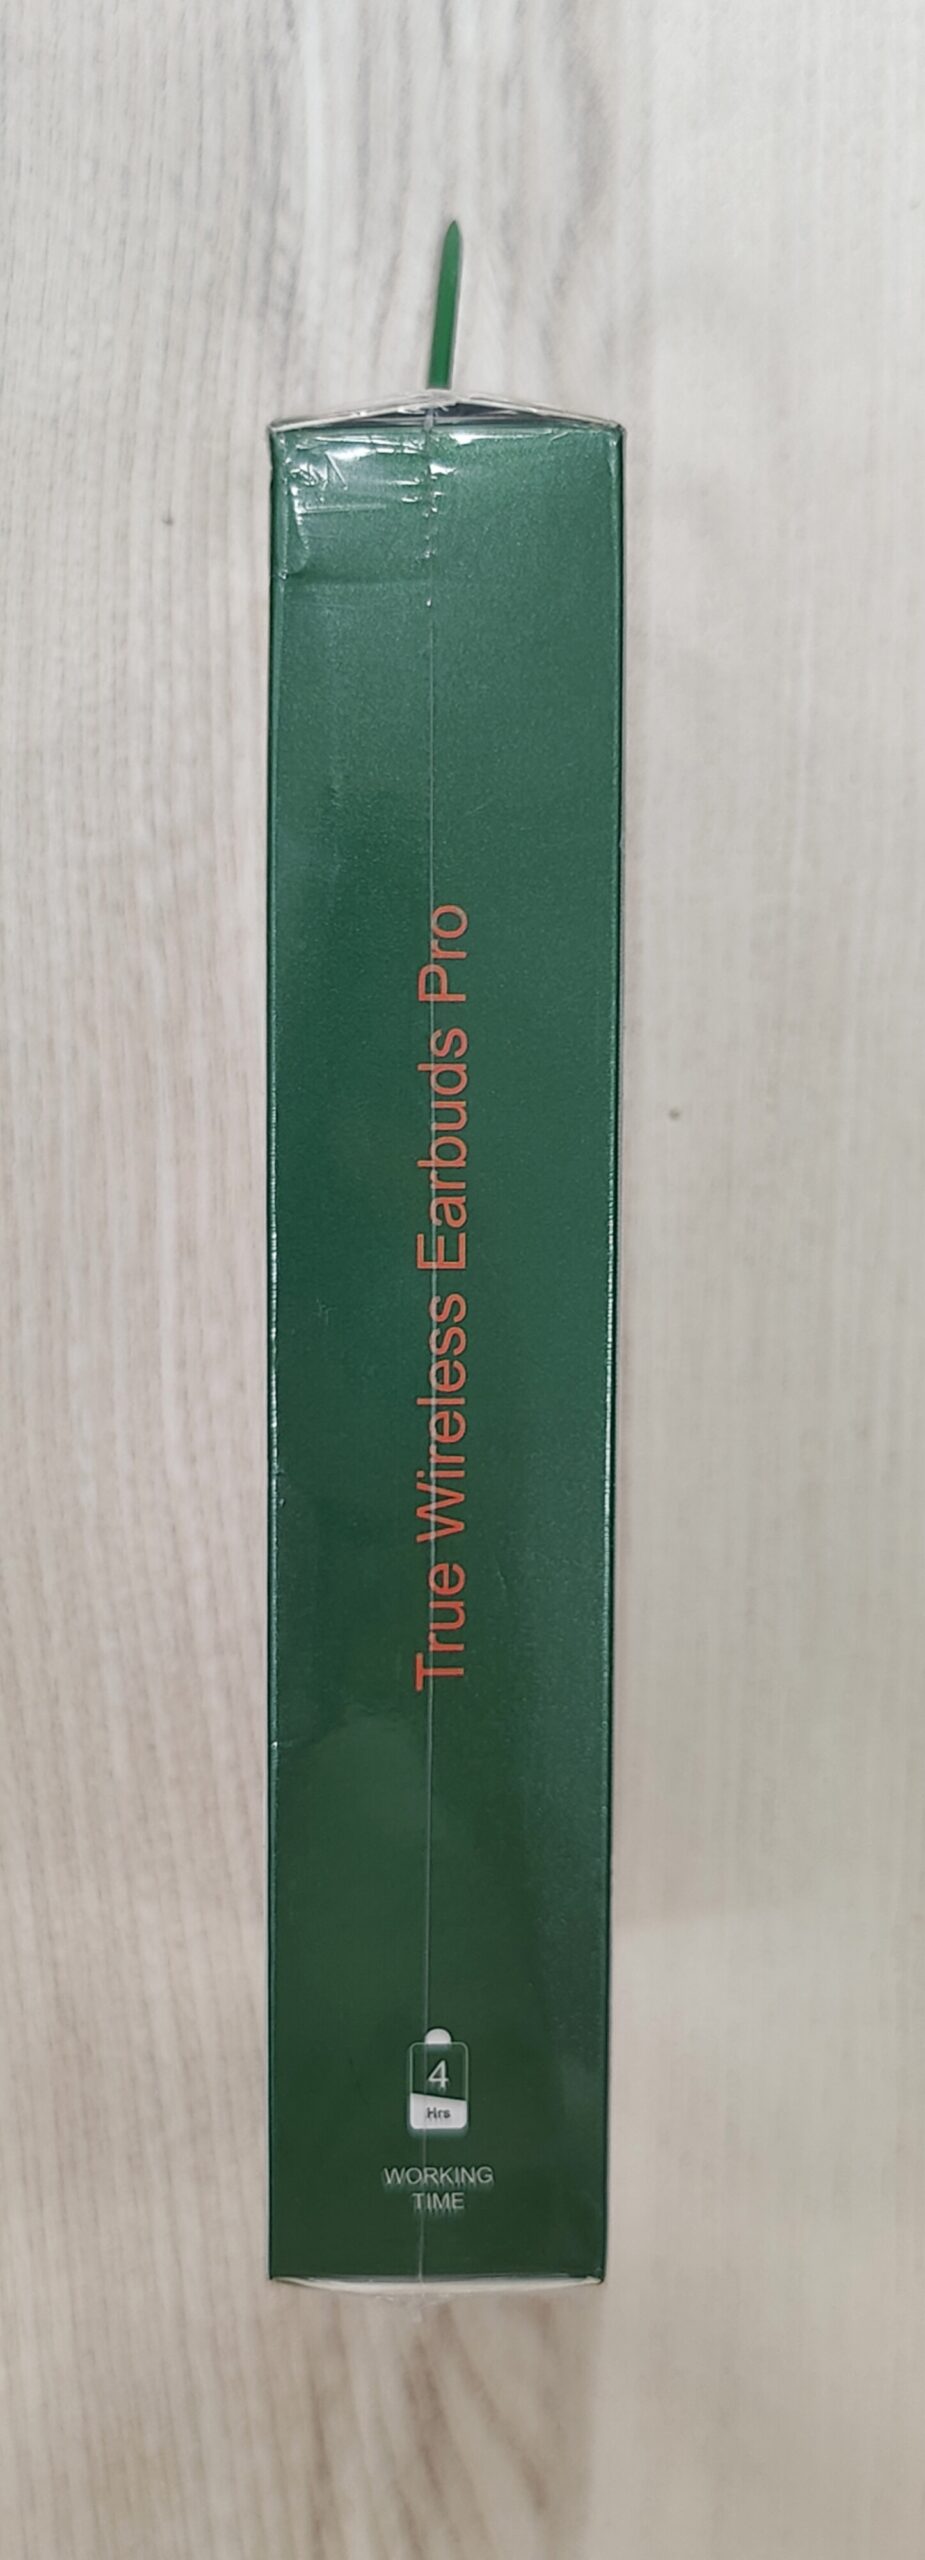 True Wireless Earbuds Pro
4
Hrs
WORKING
TIME